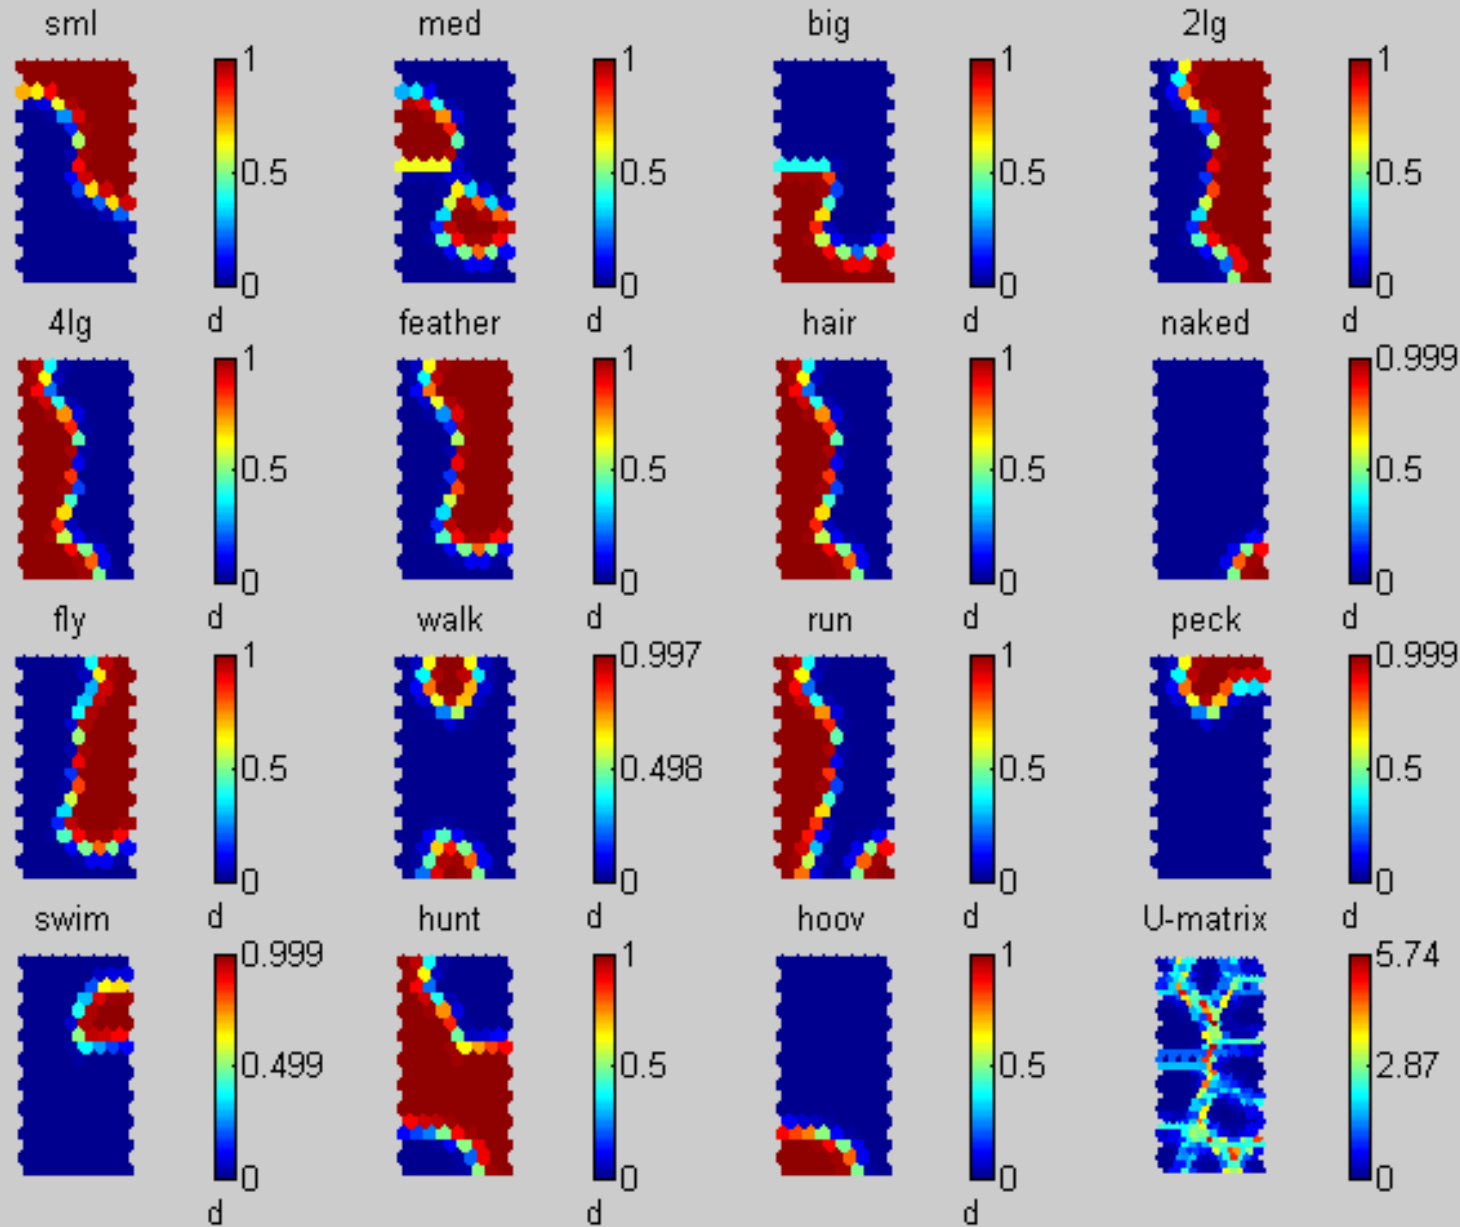 sml med big 2lg
1 1 1 1
0.5 0.5 0.5 0.5
0 0 0 0
d d d
4lg feather hair naked
1 1 1 0.999
0.5 0.5 0.5 0.5
0 0 0 0
d d d
fly walk run peck
1 0.997 1 0.999
0.5 0.498 0.5 0.5
0 0 0 0
d d d d
swim hunt hoov U-matrix
0.999 1 1 5.74
0.499 0.5 0.5 2.87
0 0 0 0
d d d